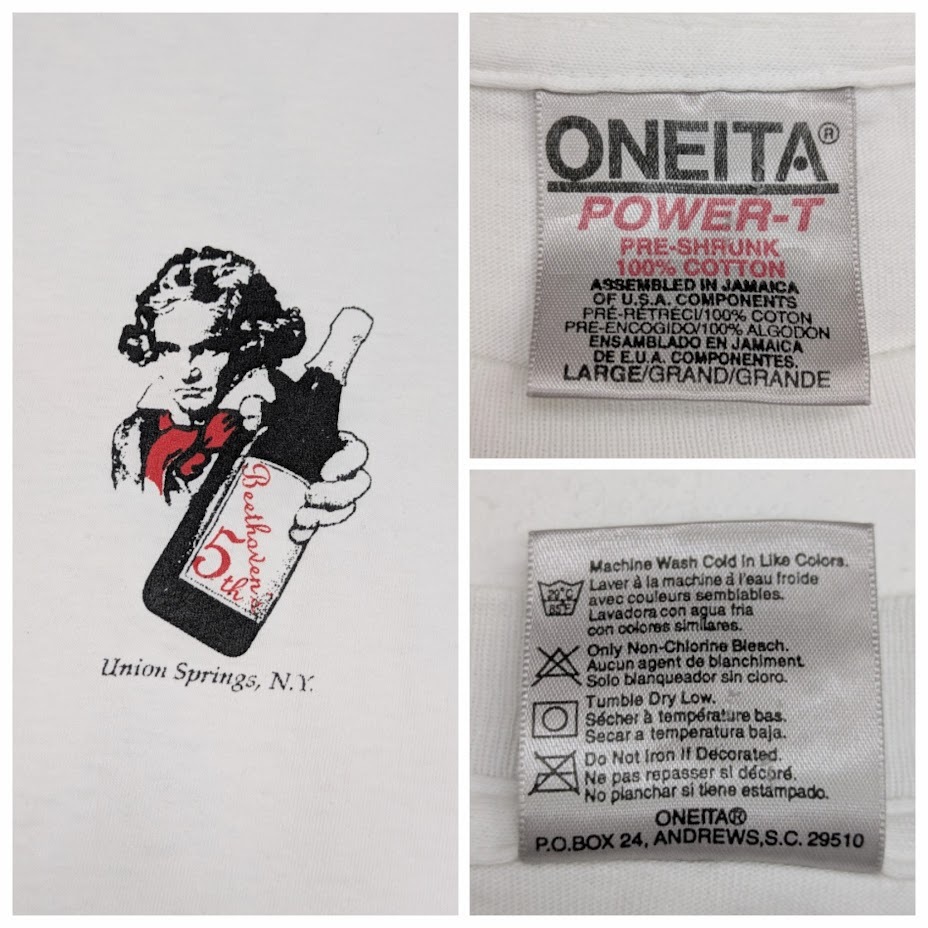 Beethoven's
5th
Union Springs, N.Y.
ONEITA®
POWER-T
PRE-SHRUNK
100% COTTON
ASSEMBLED IN JAMAICA
OF U.S.A. COMPONENTS
PRÉ-RÉTRÉCI/100% COTON
PRE-ENCOGIDO/100% ALGODON
ENSAMBLADO EN JAMAICA
DE E.U.A. COMPONENTES.
LARGE/GRAND/GRANDE
Machine Wash Cold in Like Colors.
Laver à la machine à l'eau froide
avec couleurs semblables.
Lavadora con agua fria
con colores similares.
29°C
85°F
Only Non-Chlorine Bleach.
Aucun agent de blanchiment
Solo blanqueador sin cloro.
Tumble Dry Low.
Sécher à température bas.
Secar a temperatura baja.
Do Not Iron If Decorated.
Ne pas repasser si décoré.
No planchar si tiene estampado.
ONEITA®
P.O.BOX 24, ANDREWS,S.C. 29510